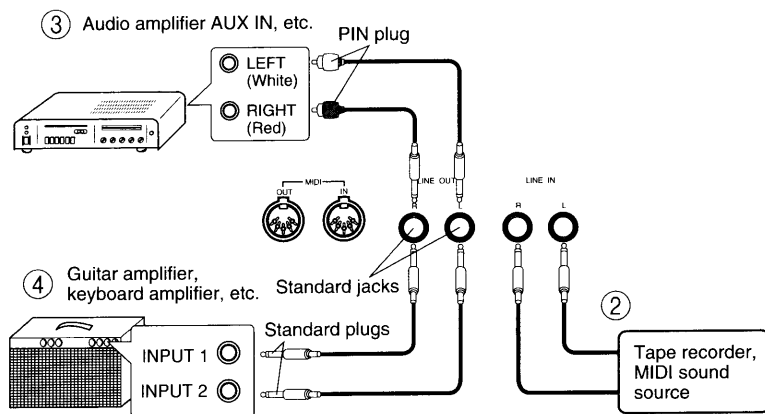 ③ Audio amplifier AUX IN, etc.
PIN plug
LEFT
(White)
RIGHT
(Red)
MIDI
OUT
IN
LINE OUT
R
L
LINE IN
R
L
④ Guitar amplifier,
keyboard amplifier, etc.
Standard jacks
Standard plugs
INPUT 1
INPUT 2
②
Tape recorder,
MIDI sound
source